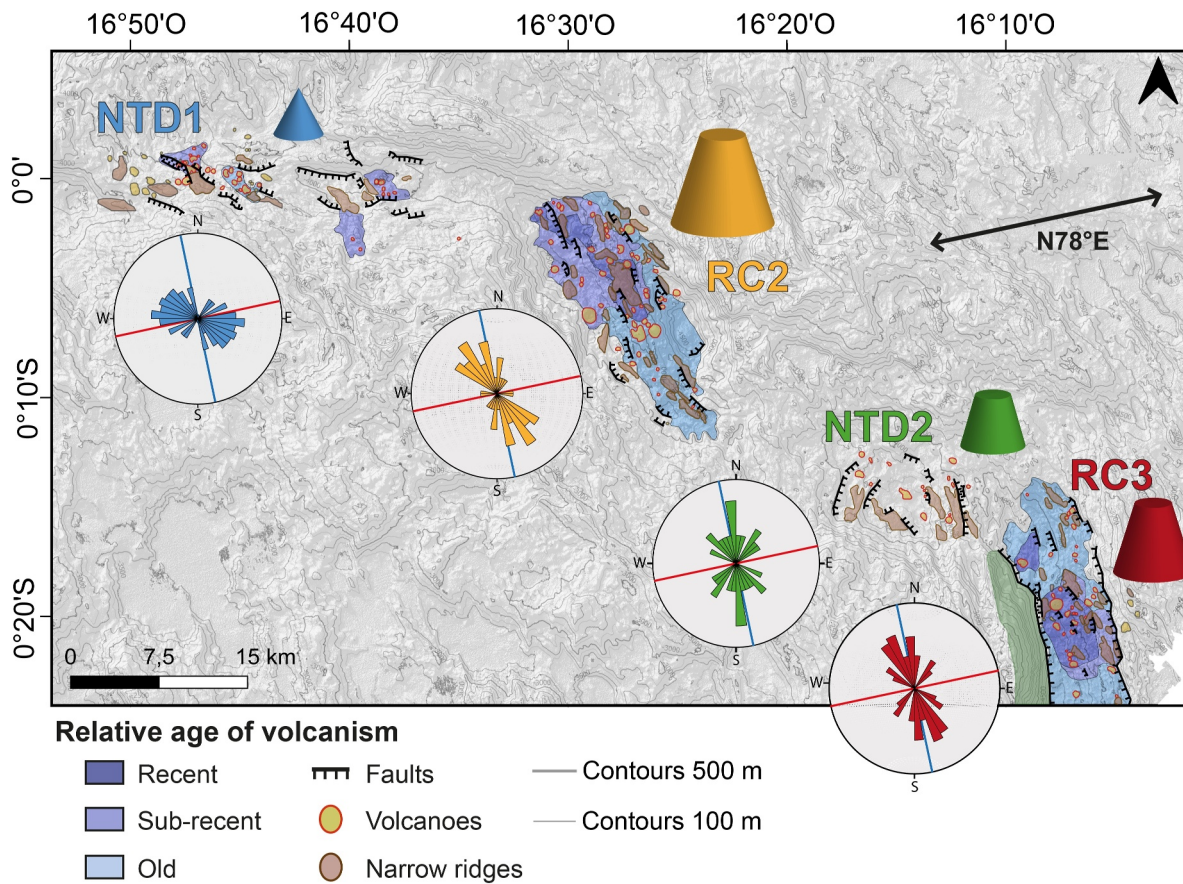 16°50'O 16°40'O 16°30'O 16°20'O 16°10'O
NTD1
0°0'
N78°E
RC2
N
W E
S
N
W E
S
0°10'S
NTD2
RC3
N
W E
S
N
W E
S
0°20'S
0 7,5 15 km
Relative age of volcanism
Recent Faults Contours 500 m
Sub-recent Volcanoes Contours 100 m
Old Narrow ridges